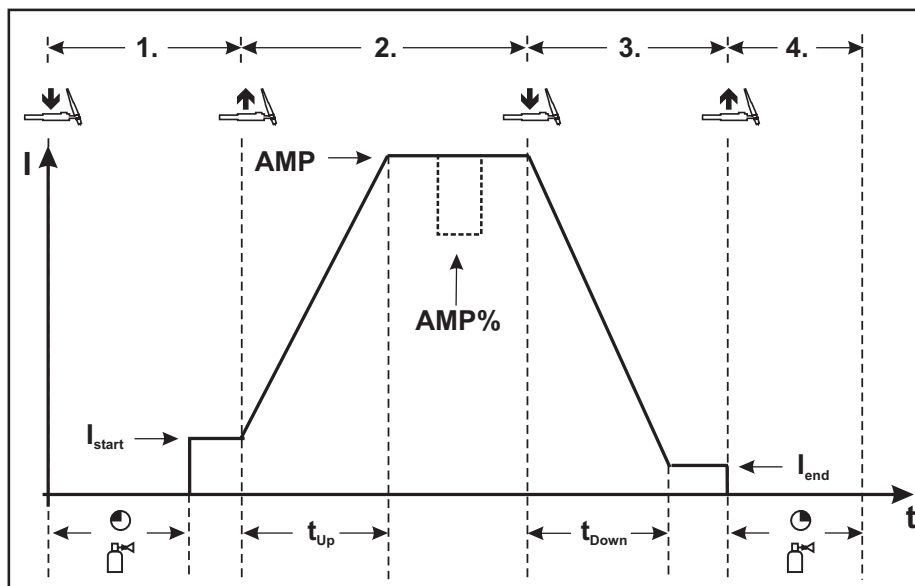 1. 2. 3. 4.
I
AMP
AMP%
Istart
Iend
tUp tDown t